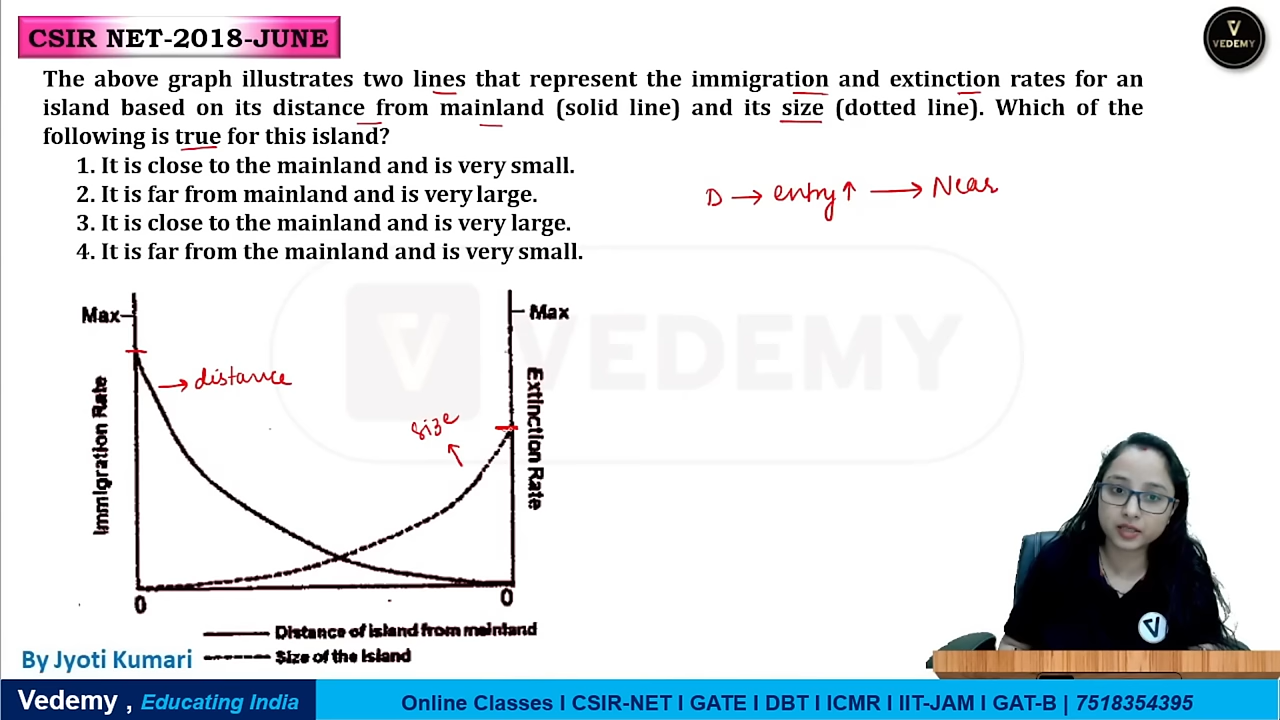 CSIR NET-2018-JUNE
VEDEMY
The above graph illustrates two lines that represent the immigration and extinction rates for an
island based on its distance from mainland (solid line) and its size (dotted line). Which of the
following is true for this island?
1. It is close to the mainland and is very small.
2. It is far from mainland and is very large.
3. It is close to the mainland and is very large.
4. It is far from the mainland and is very small.
D → entry↑ → Near
VEDEMY
Max
Max
distance
size
Immigration Rate
Extinction Rate
0
0
Distance of island from mainland
Size of the island
By Jyoti Kumari
Vedemy , Educating India
Online Classes I CSIR-NET I GATE I DBT I ICMR I IIT-JAM I GAT-B | 7518354395